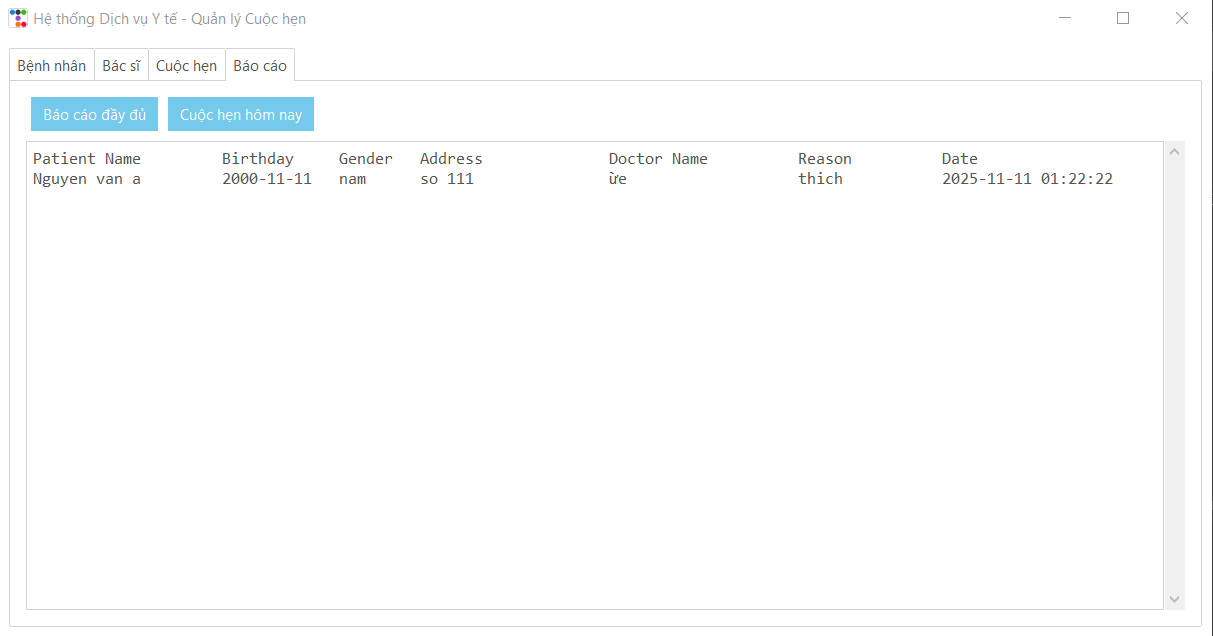 Hệ thống Dịch vụ Y tế - Quản lý Cuộc hẹn
Bệnh nhân Bác sĩ Cuộc hẹn Báo cáo
Báo cáo đầy đủ Cuộc hẹn hôm nay
Patient Name Birthday Gender Address Doctor Name Reason Date
Nguyen van a 2000-11-11 nam so 111 ừe thich 2025-11-11 01:22:22